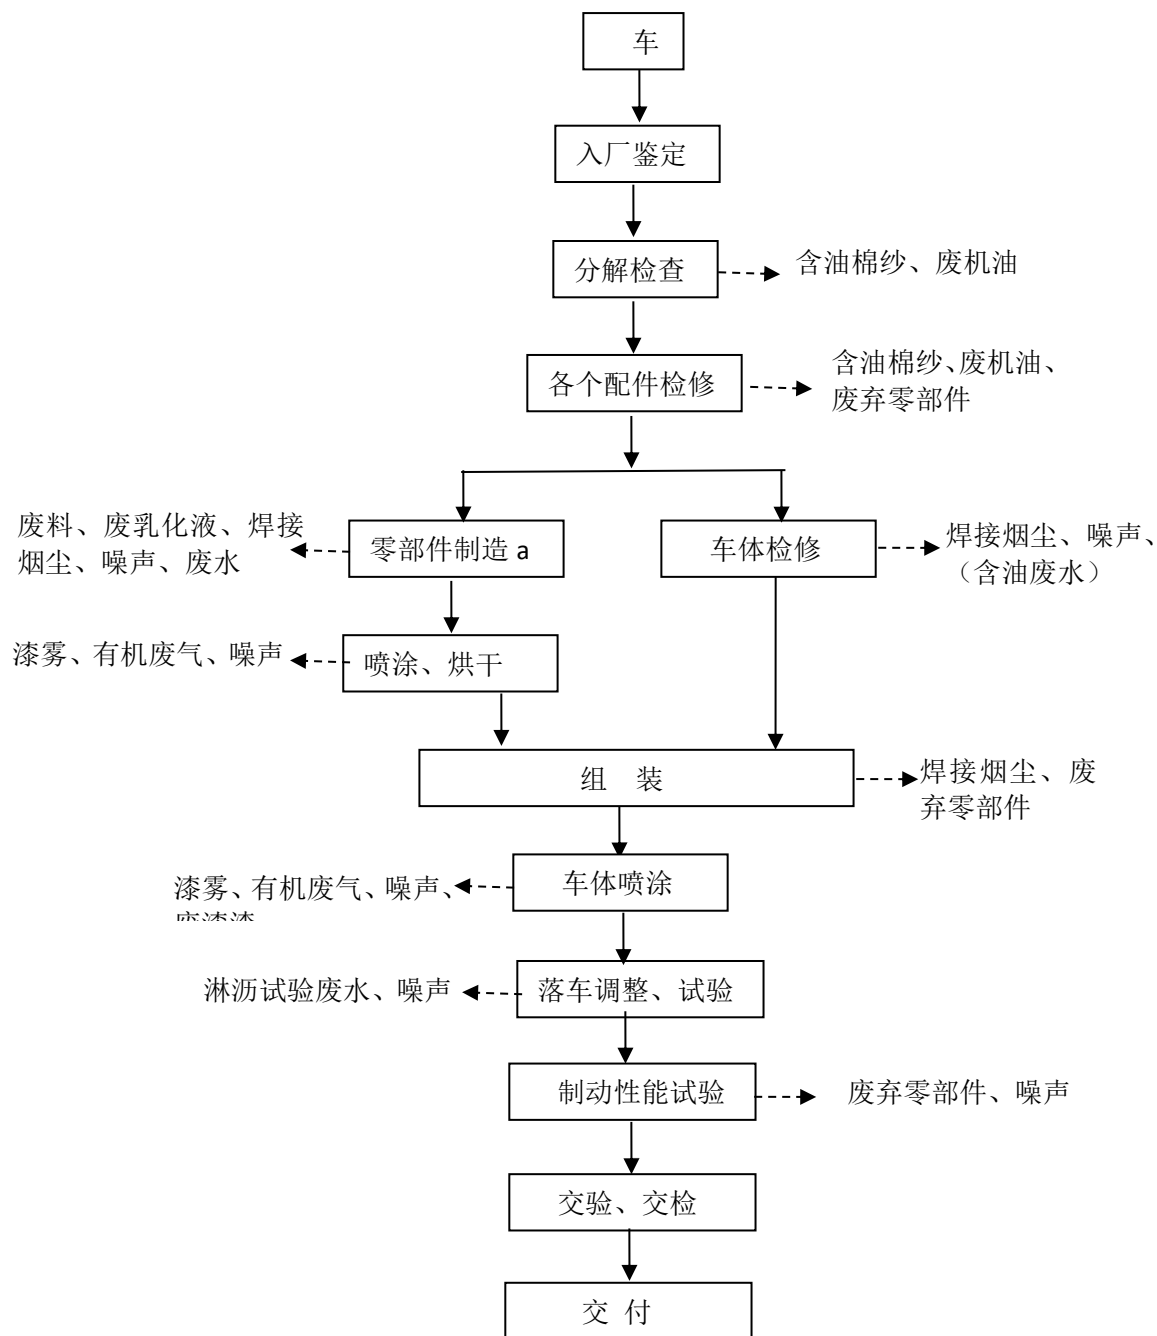 车
入厂鉴定
分解检查
含油棉纱、废机油
各个配件检修
含油棉纱、废机油、
废弃零部件
废料、废乳化液、焊接
烟尘、噪声、废水
零部件制造 a
车体检修
焊接烟尘、噪声、
（含油废水）
漆雾、有机废气、噪声
喷涂、烘干
组 装
焊接烟尘、废
弃零部件
漆雾、有机废气、噪声、
车体喷涂
淋沥试验废水、噪声
落车调整、试验
制动性能试验
废弃零部件、噪声
交验、交检
交 付